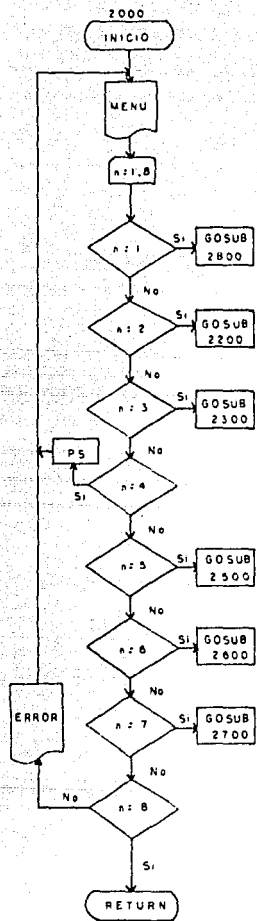 2000
INICIO
MENU
n=1,8
n=1
Si
GOSUB
2800
No
n=2
Si
GOSUB
2200
No
n=3
Si
GOSUB
2300
No
PS
Si
n=4
No
n=5
Si
GOSUB
2500
No
n=6
Si
GOSUB
2600
No
n=7
Si
GOSUB
2700
ERROR
No
No
n=8
Si
RETURN